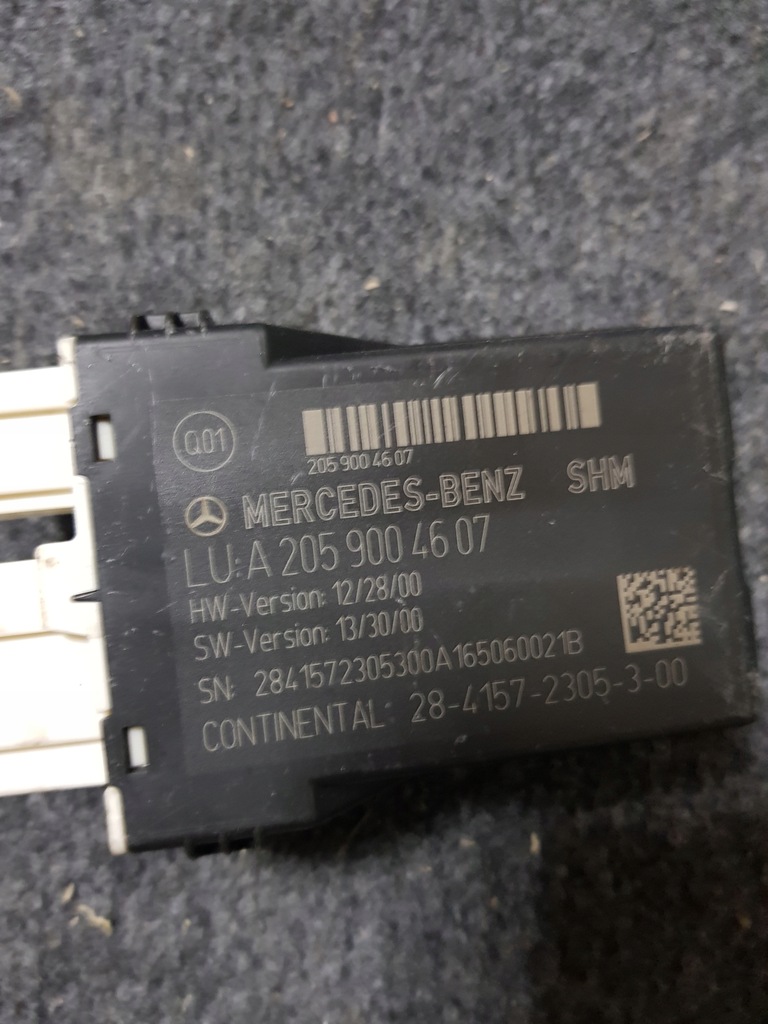 Q01
205 900 46 07
MERCEDES-BENZ SHM
LU: A 205 900 46 07
HW-Version: 12/28/00
SW-Version: 13/30/00
SN: 2841572305300A165060021B
CONTINENTAL: 28-4157-2305-3-00